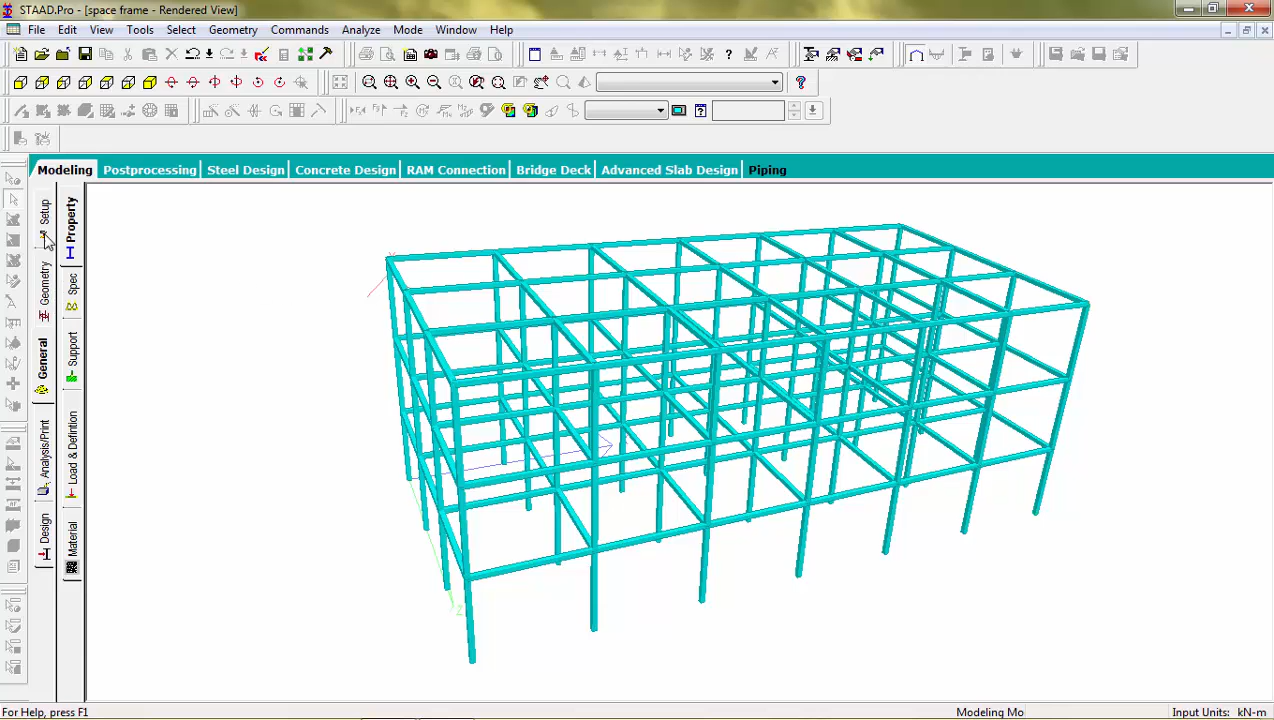 STAAD.Pro - [space frame - Rendered View]
File Edit View Tools Select Geometry Commands Analyze Mode Window Help
Modeling Postprocessing Steel Design Concrete Design RAM Connection Bridge Deck Advanced Slab Design Piping
Setup
Geometry
General
Analysis/Print
Design
Property
Spec
Support
Load & Definition
Material
Z
For Help, press F1
Modeling Mo
Input Units: kN-m